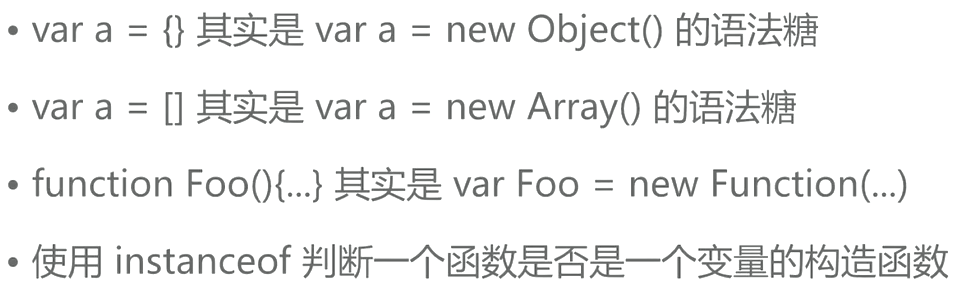 • var a = {} 其实是 var a = new Object() 的语法糖
• var a = [] 其实是 var a = new Array() 的语法糖
• function Foo(){...} 其实是 var Foo = new Function(...)
• 使用 instanceof 判断一个函数是否是一个变量的构造函数